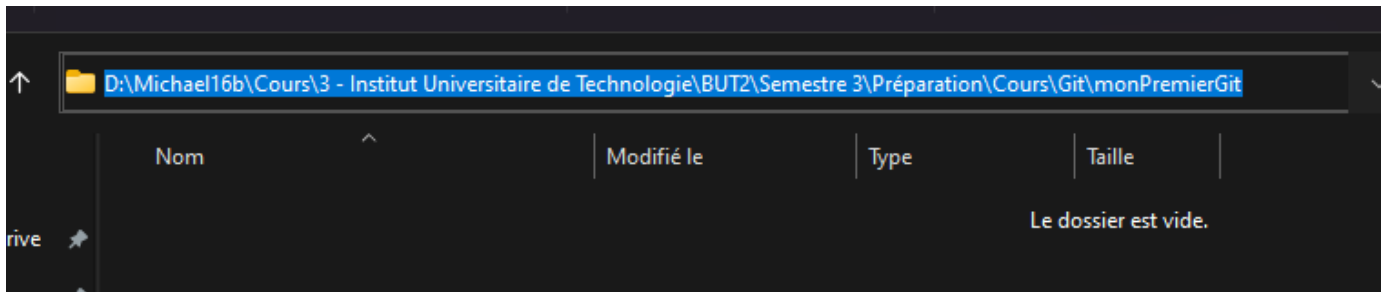 D:\Michael16b\Cours\3 - Institut Universitaire de Technologie\BUT2\Semestre 3\Préparation\Cours\Git\monPremierGit
Nom Modifié le Type Taille
Le dossier est vide.
rive